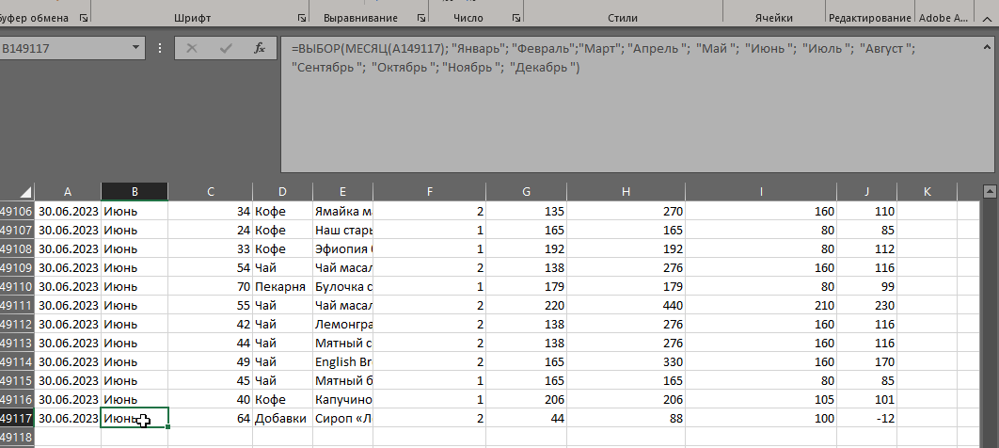 уфер обмена Шрифт Выравнивание Число Стили Ячейки Редактирование Adobe A...
B149117 fx =ВЫБОР(МЕСЯЦ(A149117); "Январь"; "Февраль";"Март"; "Апрель "; "Май "; "Июнь "; "Июль "; "Август ";
"Сентябрь "; "Октябрь "; "Ноябрь "; "Декабрь ")
A B C D E F G H I J K
49106 30.06.2023 Июнь 34 Кофе Ямайка м 2 135 270 160 110
49107 30.06.2023 Июнь 24 Кофе Наш стары 1 165 165 80 85
49108 30.06.2023 Июнь 33 Кофе Эфиопия 1 192 192 80 112
49109 30.06.2023 Июнь 54 Чай Чай масал 2 138 276 160 116
49110 30.06.2023 Июнь 70 Пекарня Булочка с 1 179 179 80 99
49111 30.06.2023 Июнь 55 Чай Чай масал 2 220 440 210 230
49112 30.06.2023 Июнь 42 Чай Лемонгра 2 138 276 160 116
49113 30.06.2023 Июнь 44 Чай Мятный с 2 138 276 160 116
49114 30.06.2023 Июнь 49 Чай English Br 2 165 330 160 170
49115 30.06.2023 Июнь 45 Чай Мятный б 1 165 165 80 85
49116 30.06.2023 Июнь 40 Кофе Капучино 1 206 206 105 101
49117 30.06.2023 Июнь 64 Добавки Сироп «Л 2 44 88 100 -12
49118